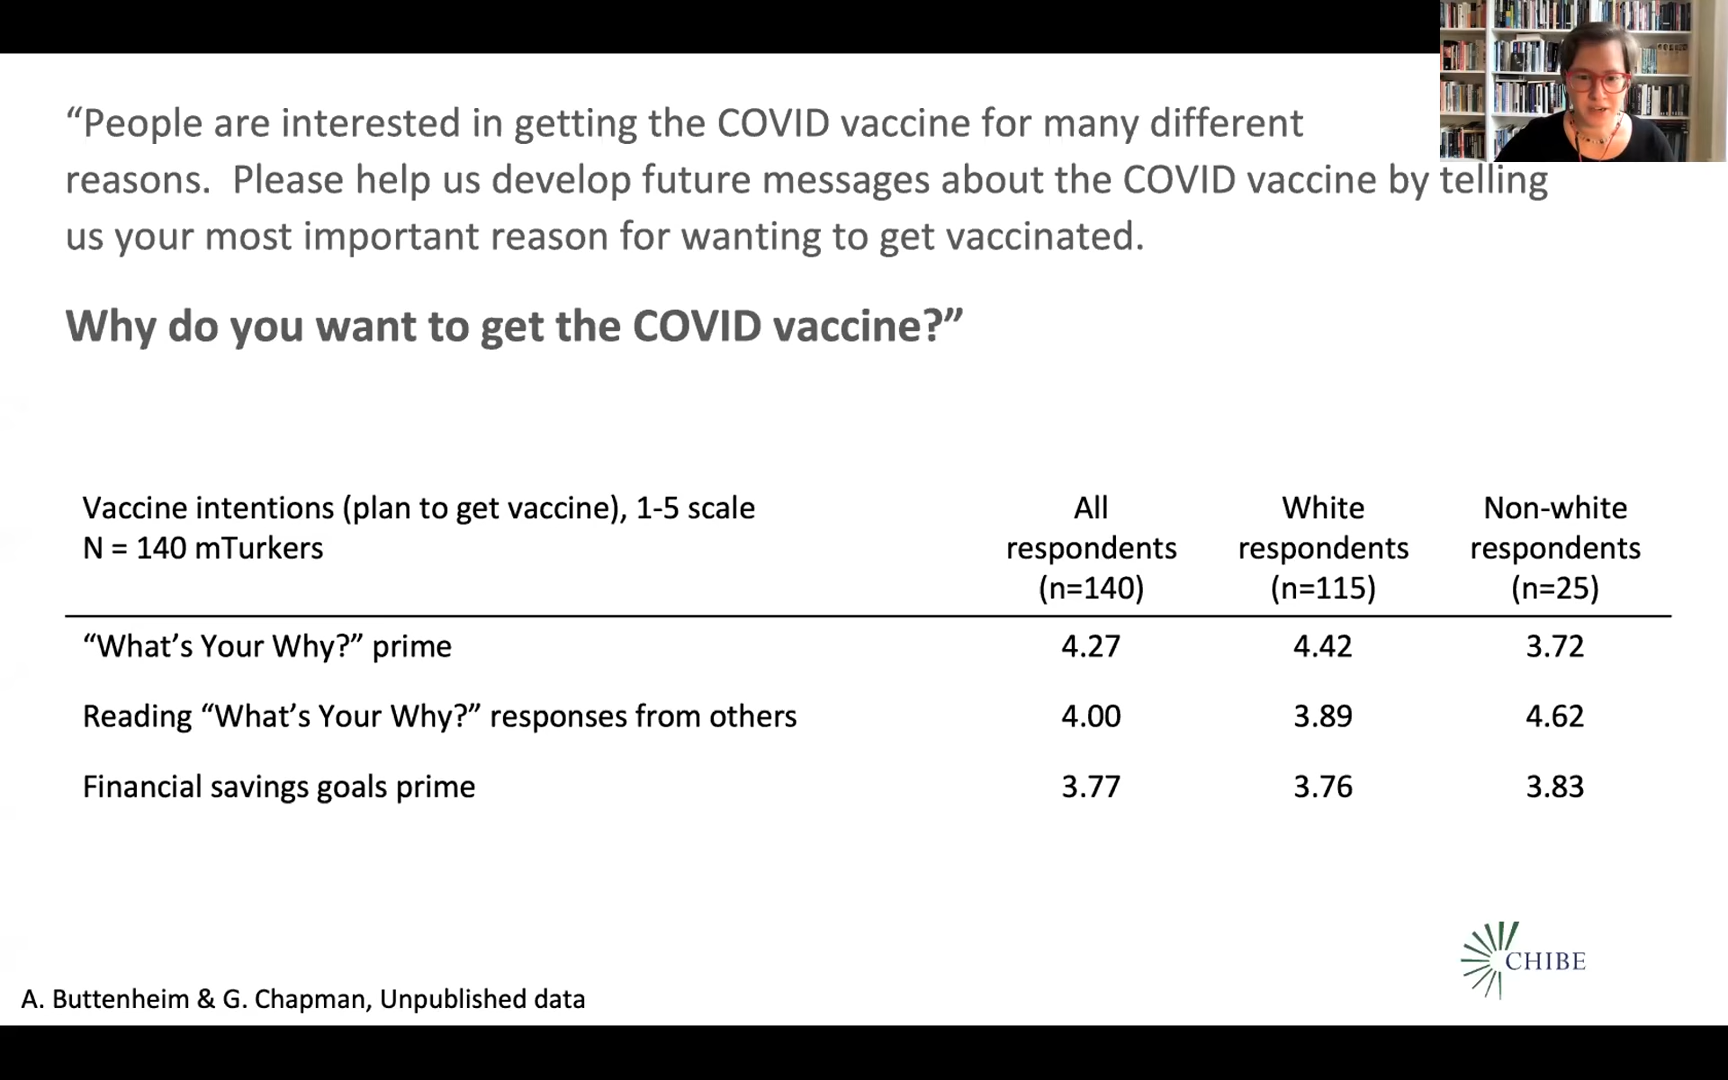 “People are interested in getting the COVID vaccine for many different
reasons.  Please help us develop future messages about the COVID vaccine by telling
us your most important reason for wanting to get vaccinated.
Why do you want to get the COVID vaccine?”
Vaccine intentions (plan to get vaccine), 1-5 scale
N = 140 mTurkers
All respondents (n=140)
White respondents (n=115)
Non-white respondents (n=25)
“What’s Your Why?” prime 4.27 4.42 3.72
Reading “What’s Your Why?” responses from others 4.00 3.89 4.62
Financial savings goals prime 3.77 3.76 3.83
CHIBE
A. Buttenheim & G. Chapman, Unpublished data